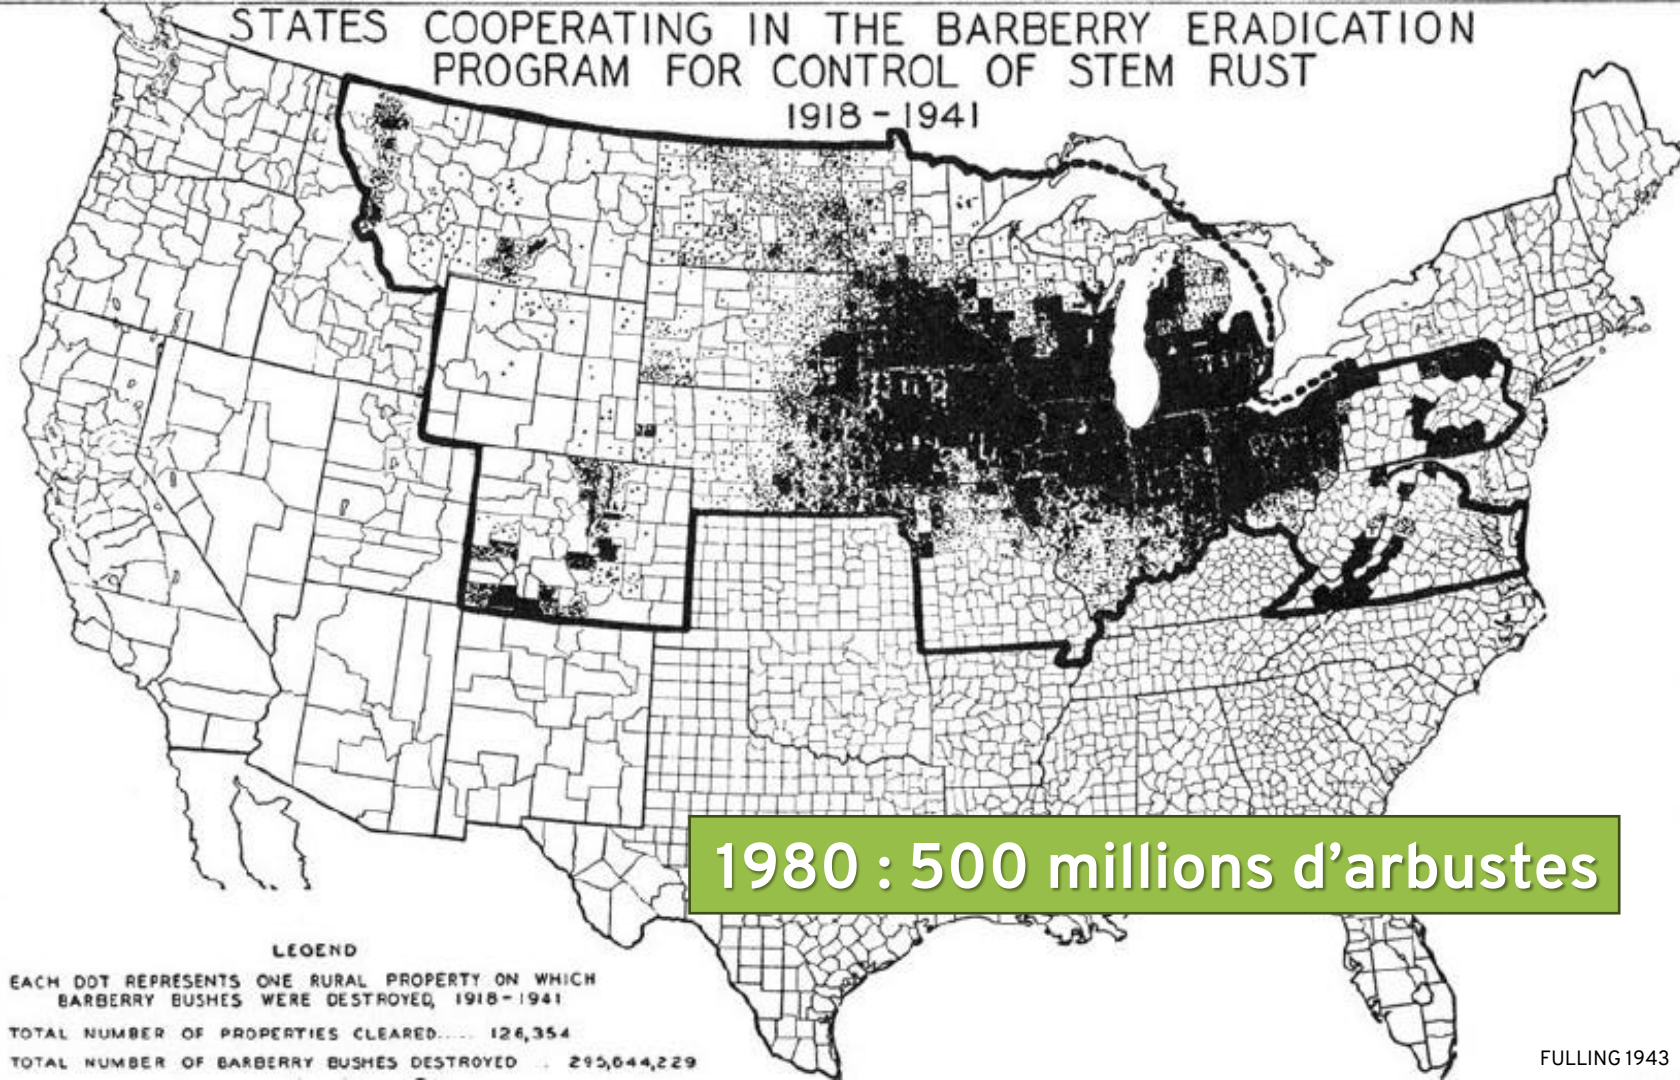 STATES COOPERATING IN THE BARBERRY ERADICATION
PROGRAM FOR CONTROL OF STEM RUST
1918 – 1941
1980 : 500 millions d’arbustes
LEGEND
EACH DOT REPRESENTS ONE RURAL PROPERTY ON WHICH
BARBERRY BUSHES WERE DESTROYED, 1918-1941
TOTAL NUMBER OF PROPERTIES CLEARED..... 126,354
TOTAL NUMBER OF BARBERRY BUSHES DESTROYED .. 295,644,229
FULLING 1943